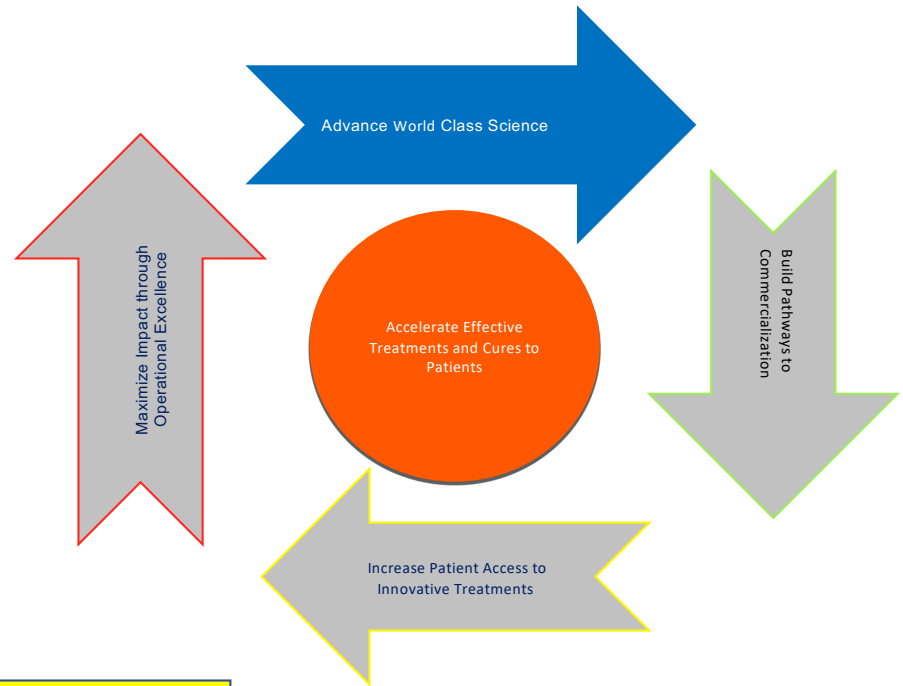 Advance World Class Science
Build Pathways to
Commercialization
Accelerate Effective
Treatments and Cures to
Patients
Increase Patient Access to
Innovative Treatments
Maximize Impact through
Operational Excellence